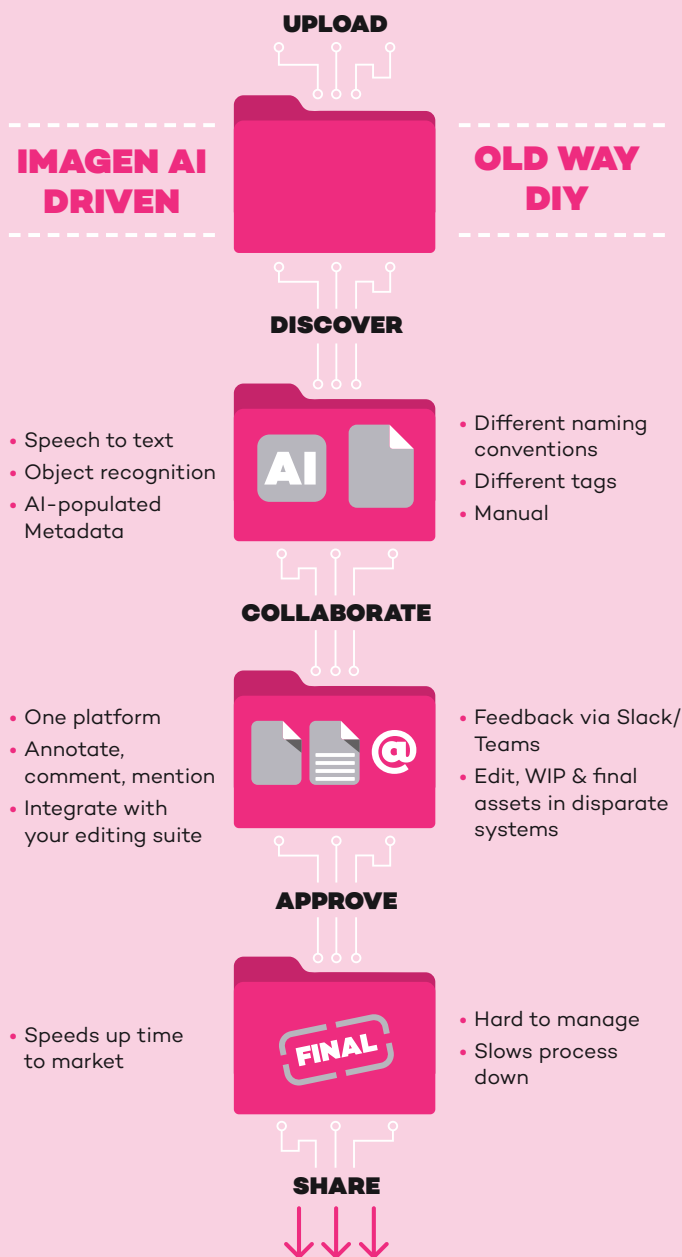 UPLOAD
IMAGEN AI
DRIVEN
OLD WAY
DIY
DISCOVER
• Speech to text
• Object recognition
• AI-populated
Metadata
AI
• Different naming
conventions
• Different tags
• Manual
COLLABORATE
• One platform
• Annotate,
comment, mention
• Integrate with
your editing suite
@
• Feedback via Slack/
Teams
• Edit, WIP & final
assets in disparate
systems
APPROVE
• Speeds up time
to market
FINAL
• Hard to manage
• Slows process
down
SHARE